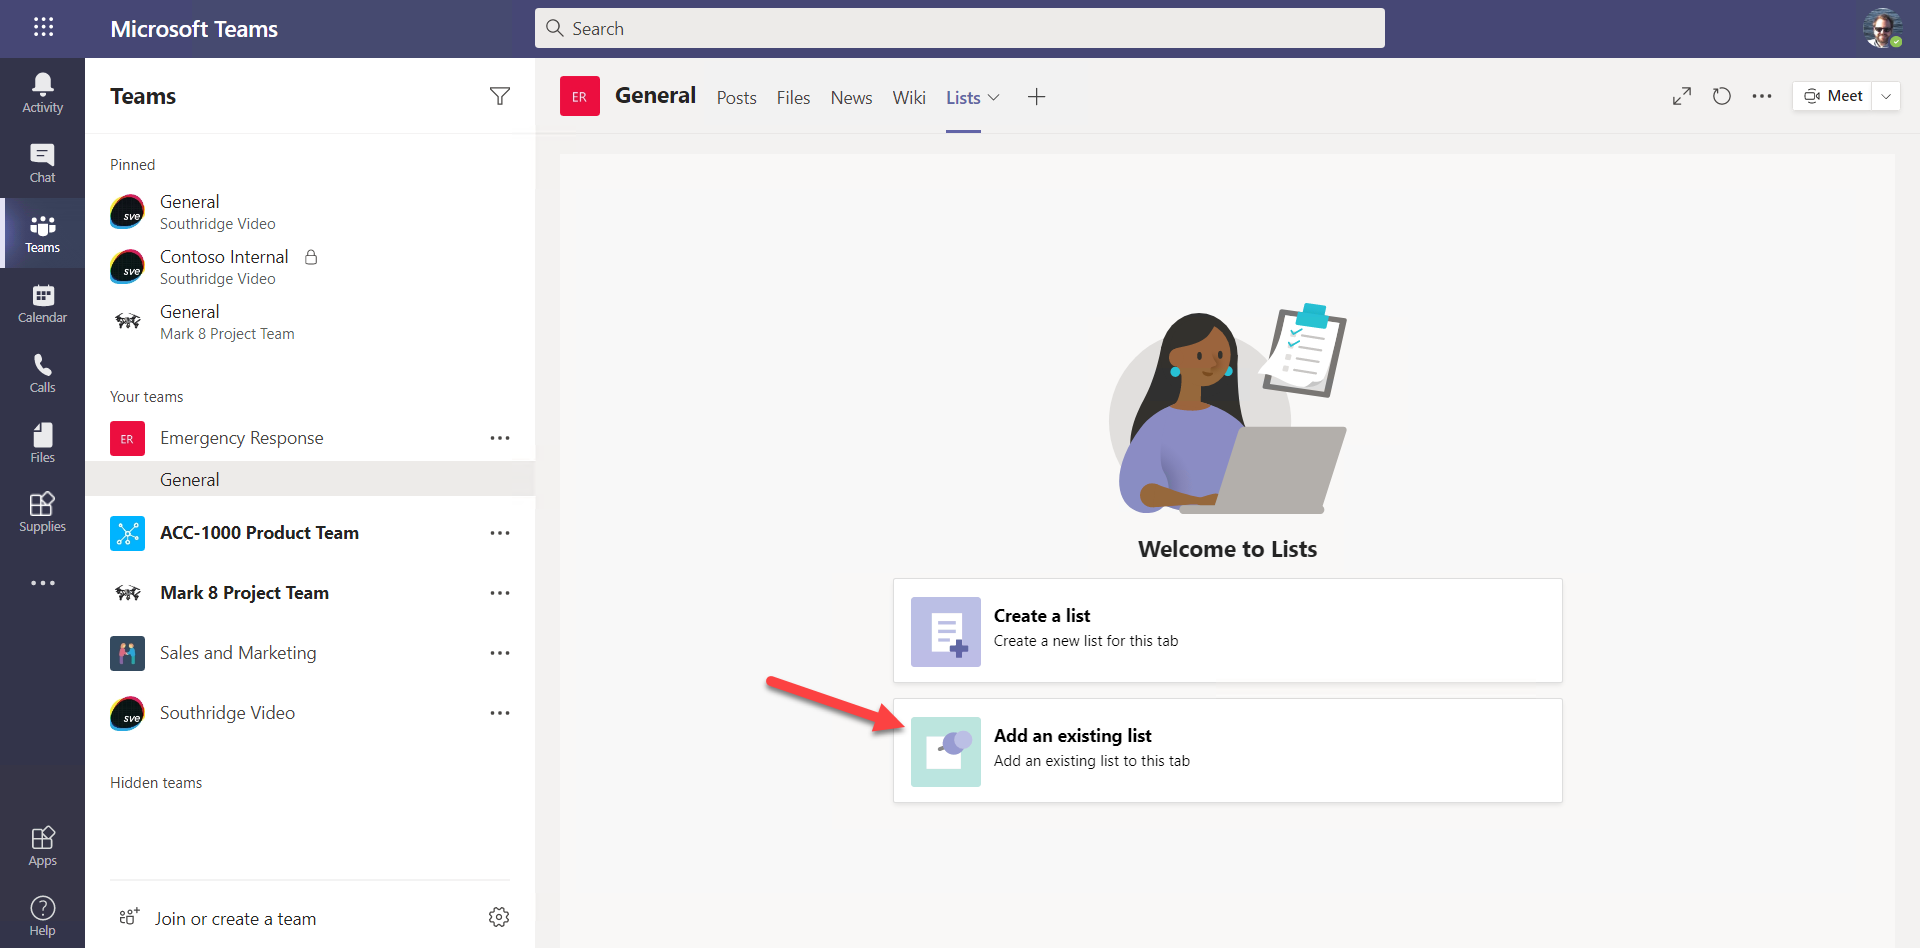 Microsoft Teams
Search
Activity
Chat
Teams
Calendar
Calls
Files
Supplies
Apps
Help
Teams
Pinned
sve
General
Southridge Video
sve
Contoso Internal
Southridge Video
General
Mark 8 Project Team
Your teams
ER
Emergency Response
General
ACC-1000 Product Team
Mark 8 Project Team
Sales and Marketing
sve
Southridge Video
Hidden teams
Join or create a team
ER
General
Posts
Files
News
Wiki
Lists
Meet
Welcome to Lists
Create a list
Create a new list for this tab
Add an existing list
Add an existing list to this tab